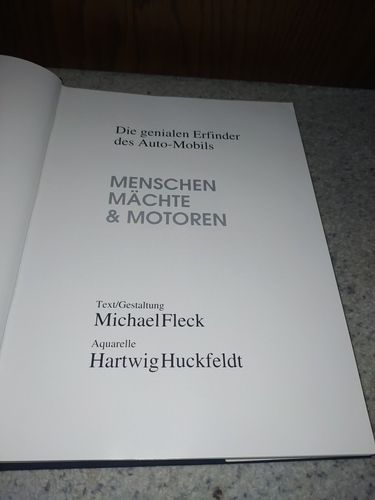 Die genialen Erfinder
des Auto-Mobils
MENSCHEN
MÄCHTE
& MOTOREN
Text/Gestaltung
MichaelFleck
Aquarelle
HartwigHuckfeldt